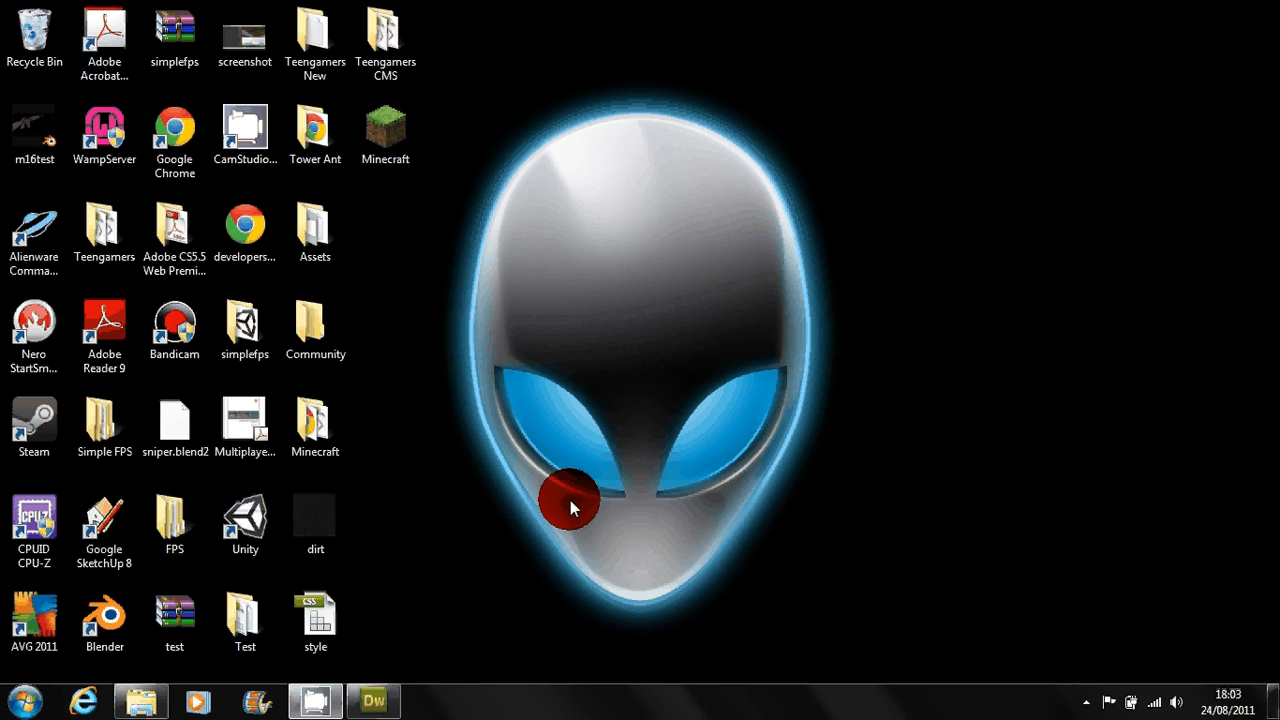 Recycle Bin
Adobe
Acrobat...
simplefps
screenshot
Teengamers
New
Teengamers
CMS
m16test
WampServer
Google
Chrome
CamStudio...
Tower Ant
Minecraft
Alienware
Comma...
Teengamers
Adobe CS5.5
Web Premi...
developers...
Assets
Nero
StartSm...
Adobe
Reader 9
Bandicam
simplefps
Community
Steam
Simple FPS
sniper.blend2
Multiplaye...
Minecraft
CPU-Z
CPUID
CPU-Z
Google
SketchUp 8
FPS
Unity
dirt
CSS
AVG 2011
Blender
test
Test
style
Dw
18:03
24/08/2011